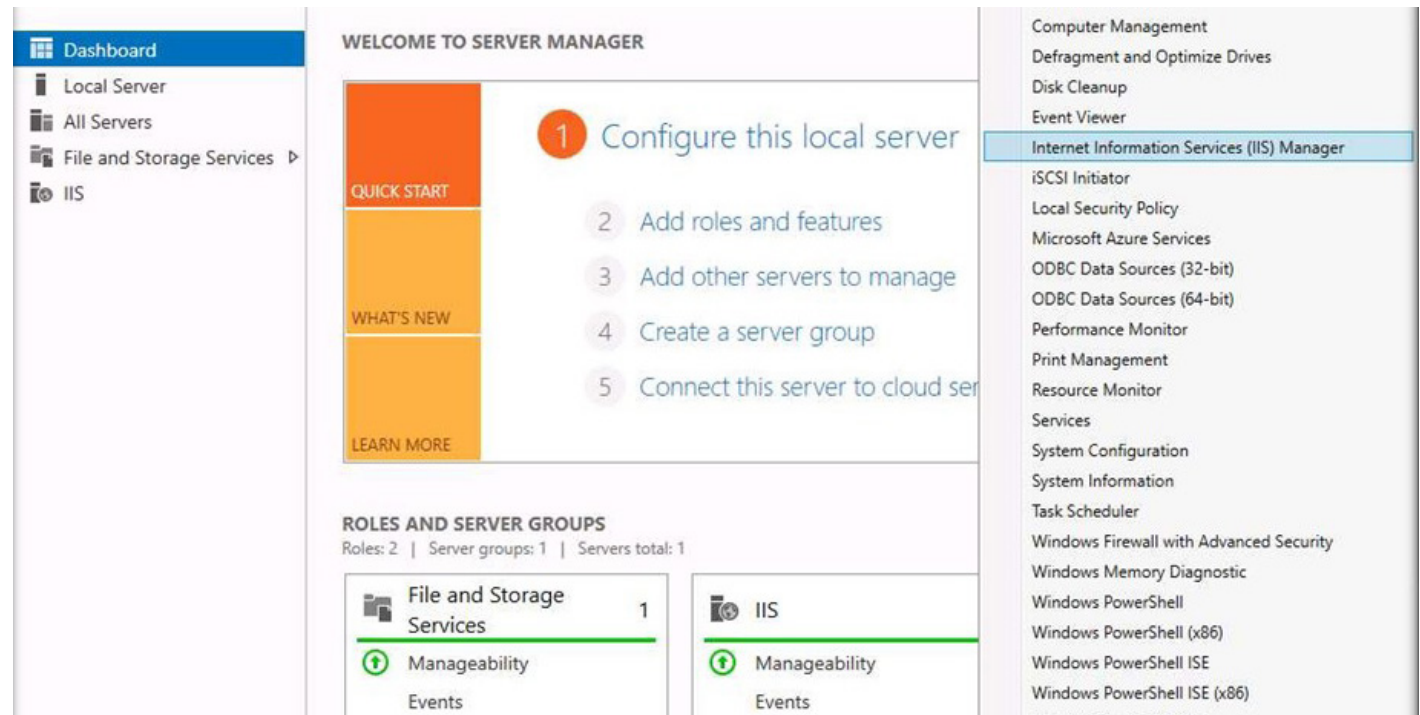 Dashboard
Local Server
All Servers
File and Storage Services
IIS
WELCOME TO SERVER MANAGER
QUICK START
WHAT'S NEW
LEARN MORE
1 Configure this local server
2 Add roles and features
3 Add other servers to manage
4 Create a server group
5 Connect this server to cloud ser
ROLES AND SERVER GROUPS
Roles: 2 | Server groups: 1 | Servers total: 1
File and Storage
Services
1
Manageability
Events
IIS
Manageability
Events
Computer Management
Defragment and Optimize Drives
Disk Cleanup
Event Viewer
Internet Information Services (IIS) Manager
iSCSI Initiator
Local Security Policy
Microsoft Azure Services
ODBC Data Sources (32-bit)
ODBC Data Sources (64-bit)
Performance Monitor
Print Management
Resource Monitor
Services
System Configuration
System Information
Task Scheduler
Windows Firewall with Advanced Security
Windows Memory Diagnostic
Windows PowerShell
Windows PowerShell (x86)
Windows PowerShell ISE
Windows PowerShell ISE (x86)